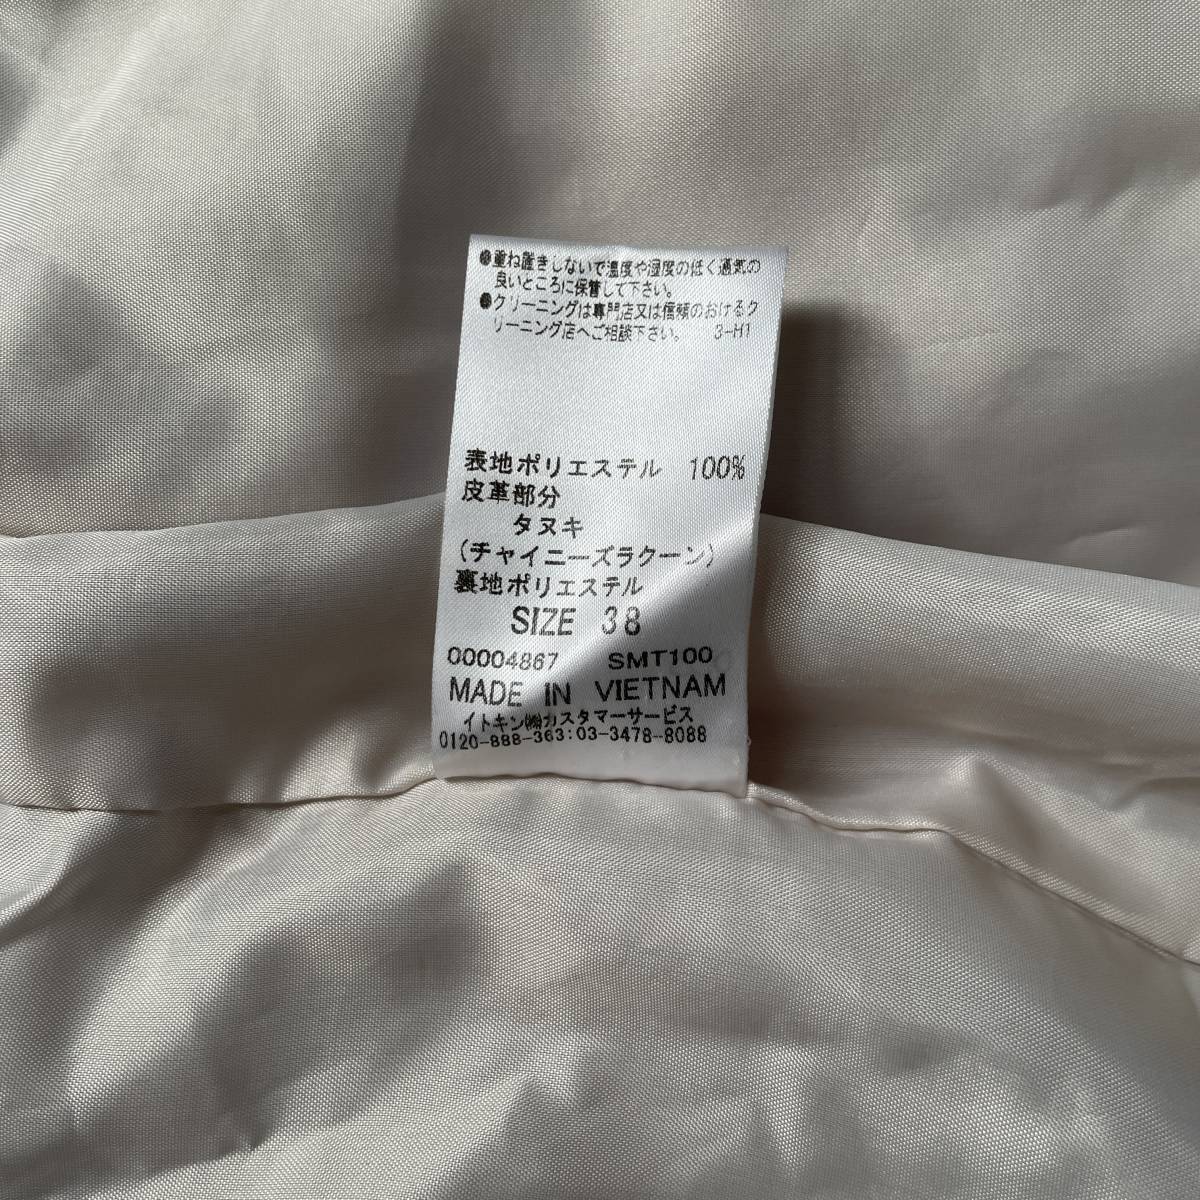 ●重ね置きしないで温度や湿度の低く通気の
良いところに保管して下さい。
●クリーニングは専門店又は信頼のおけるク
リーニング店へご相談下さい。 3-H1
表地ポリエステル 100%
皮革部分
タヌキ
(チャイニーズラクーン)
裏地ポリエステル
SIZE 38
00004867 SMT100
MADE IN VIETNAM
イトキン㈱カスタマーサービス
0120-888-363:03-3478-8088